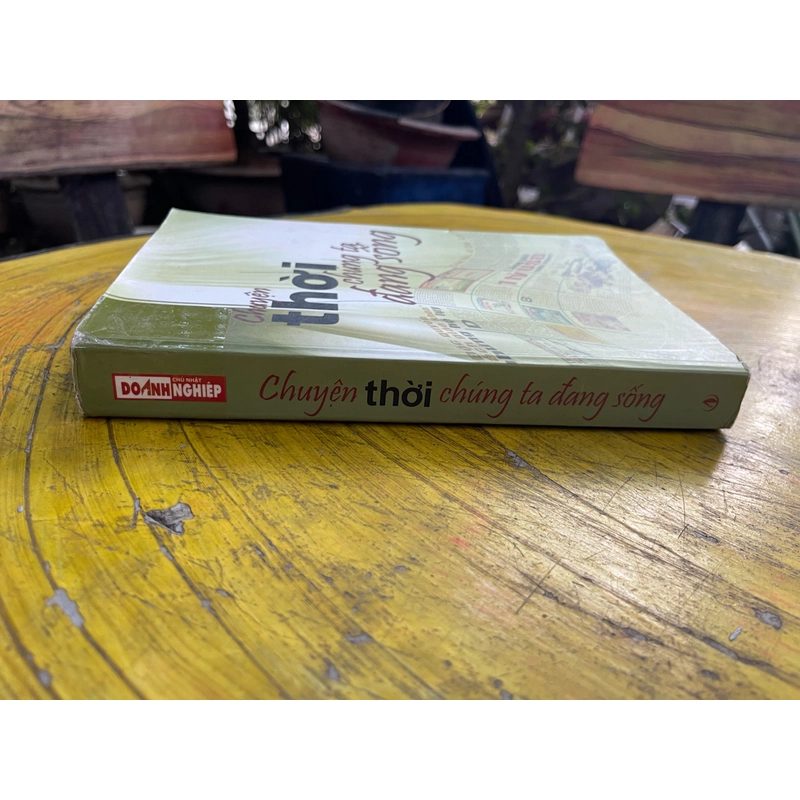 Chuyện
thời
chúng ta
đang sống
CHỦ NHẬT
DOANH NGHIỆP
Chuyện thời chúng ta đang sống